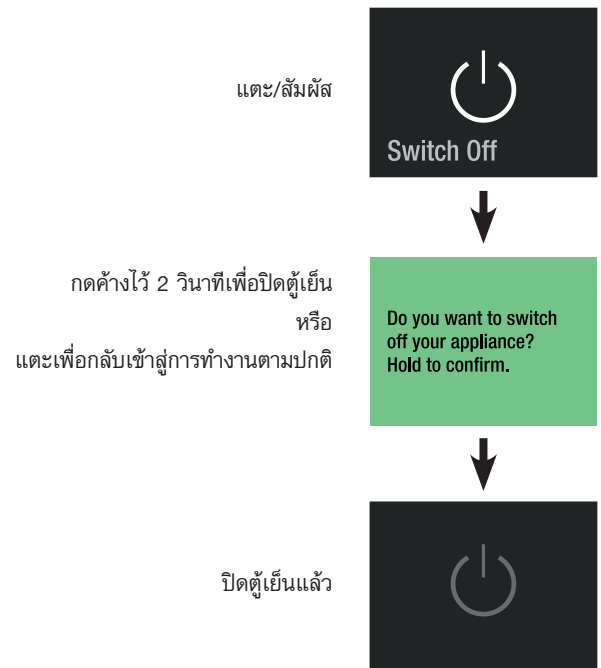 แตะ/สัมผัส
Switch Off
กดค้างไว้ 2 วินาทีเพื่อปิดตู้เย็น
หรือ
แตะเพื่อกลับเข้าสู่การทำงานตามปกติ
Do you want to switch
off your appliance?
Hold to confirm.
ปิดตู้เย็นแล้ว